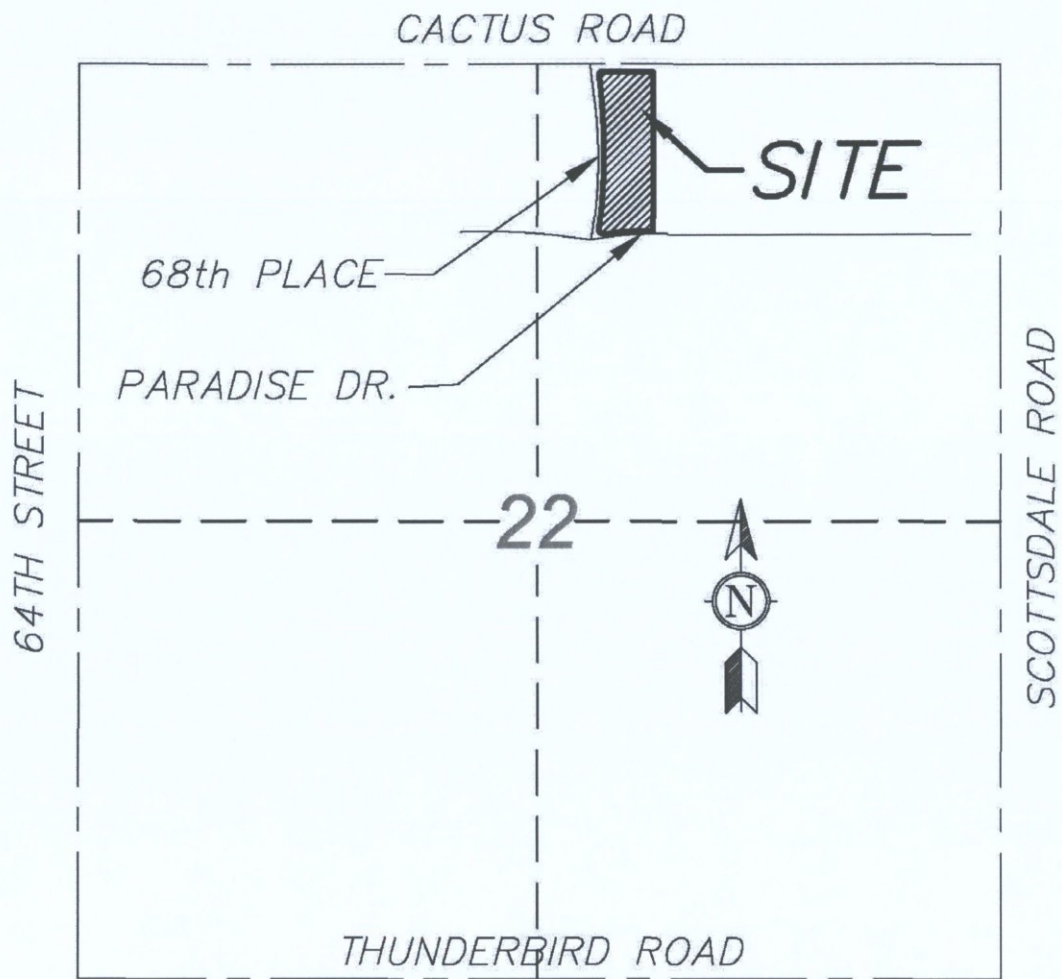 CACTUS ROAD
SITE
68th PLACE
PARADISE DR.
64TH STREET
SCOTTSDALE ROAD
22
N
THUNDERBIRD ROAD